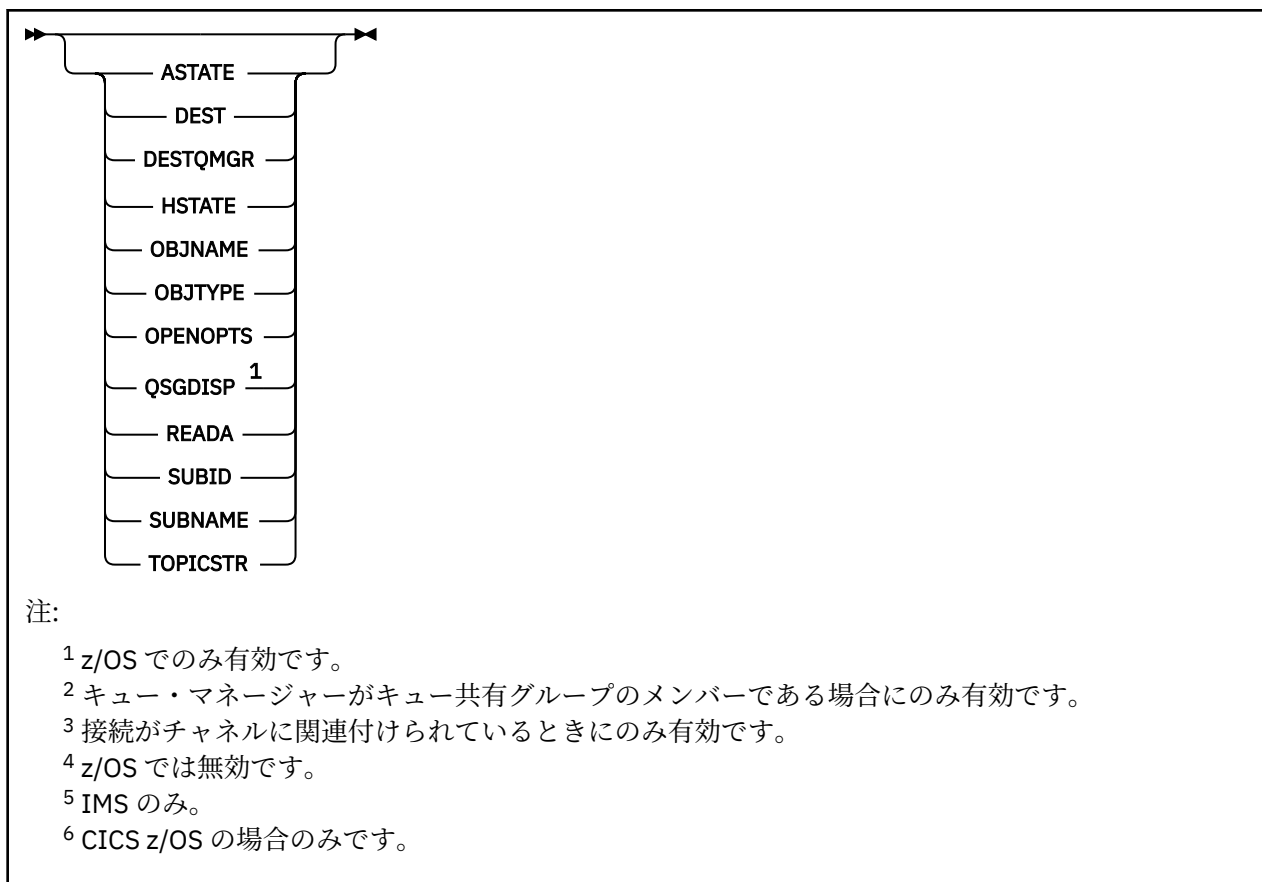 ASTATE
DEST
DESTQMGR
HSTATE
OBJNAME
OBJTYPE
OPENOPTS
QSGDISP 1
READA
SUBID
SUBNAME
TOPICSTR
注:
1 z/OS でのみ有効です。
2 キュー・マネージャーがキュー共有グループのメンバーである場合にのみ有効です。
3 接続がチャネルに関連付けられているときにのみ有効です。
4 z/OS では無効です。
5 IMS のみ。
6 CICS z/OS の場合のみです。